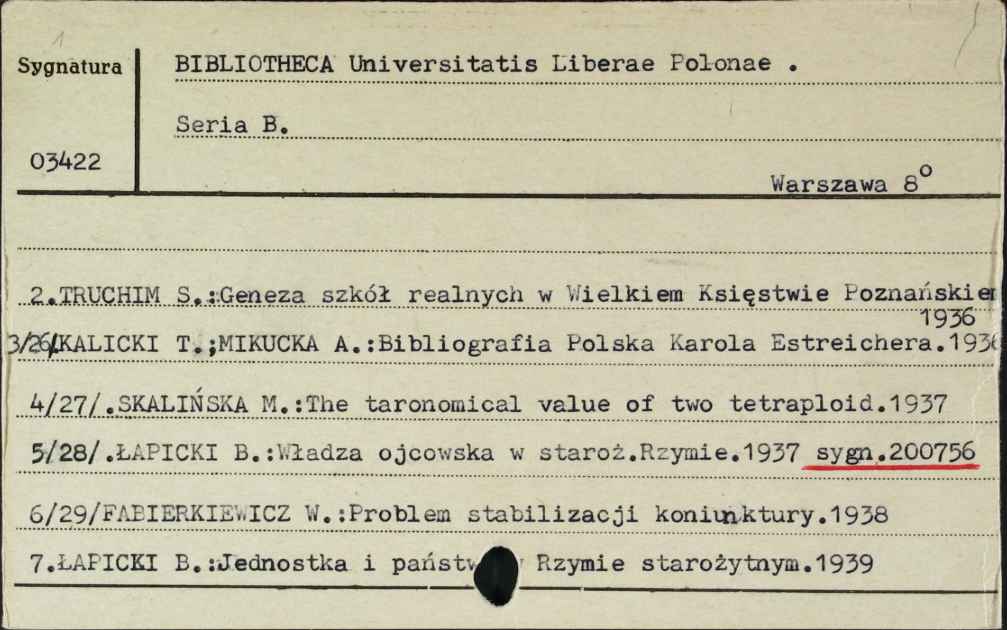 Sygnatura
BIBLIOTHECA Universitatis Liberae Polonae .
Seria B.
03422
Warszawa 8º
2.TRUCHIM S.:Geneza szkół realnych w Wielkiem Księstwie Poznańskiem
1936
3/26/.KALICKI T.;MIKUCKA A.:Bibliografia Polska Karola Estreichera.1936
4/27/.SKALIŃSKA M.:The taronomical value of two tetraploid.1937
5/28/.ŁAPICKI B.:Władza ojcowska w staroż.Rzymie.1937 sygn.200756
6/29/FABIERKIEWICZ W.:Problem stabilizacji koniunktury.1938
7.ŁAPICKI B.:Jednostka i państw w Rzymie starożytnym.1939